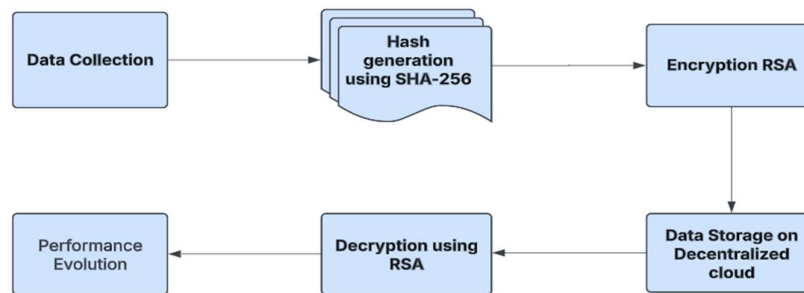 Data Collection
Hash
generation
using SHA-256
Encryption RSA
Performance
Evolution
Decryption using
RSA
Data Storage on
Decentralized
cloud